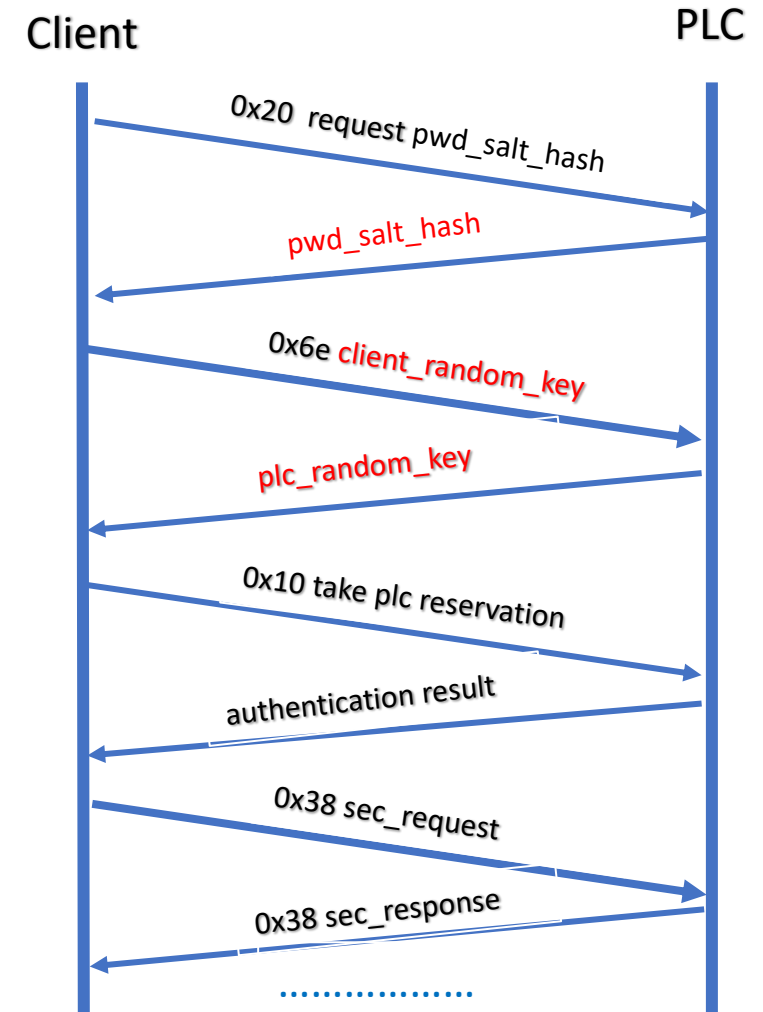 Client
PLC
0x20 request pwd_salt_hash
pwd_salt_hash
0x6e client_random_key
plc_random_key
0x10 take plc reservation
authentication result
0x38 sec_request
0x38 sec_response
..................